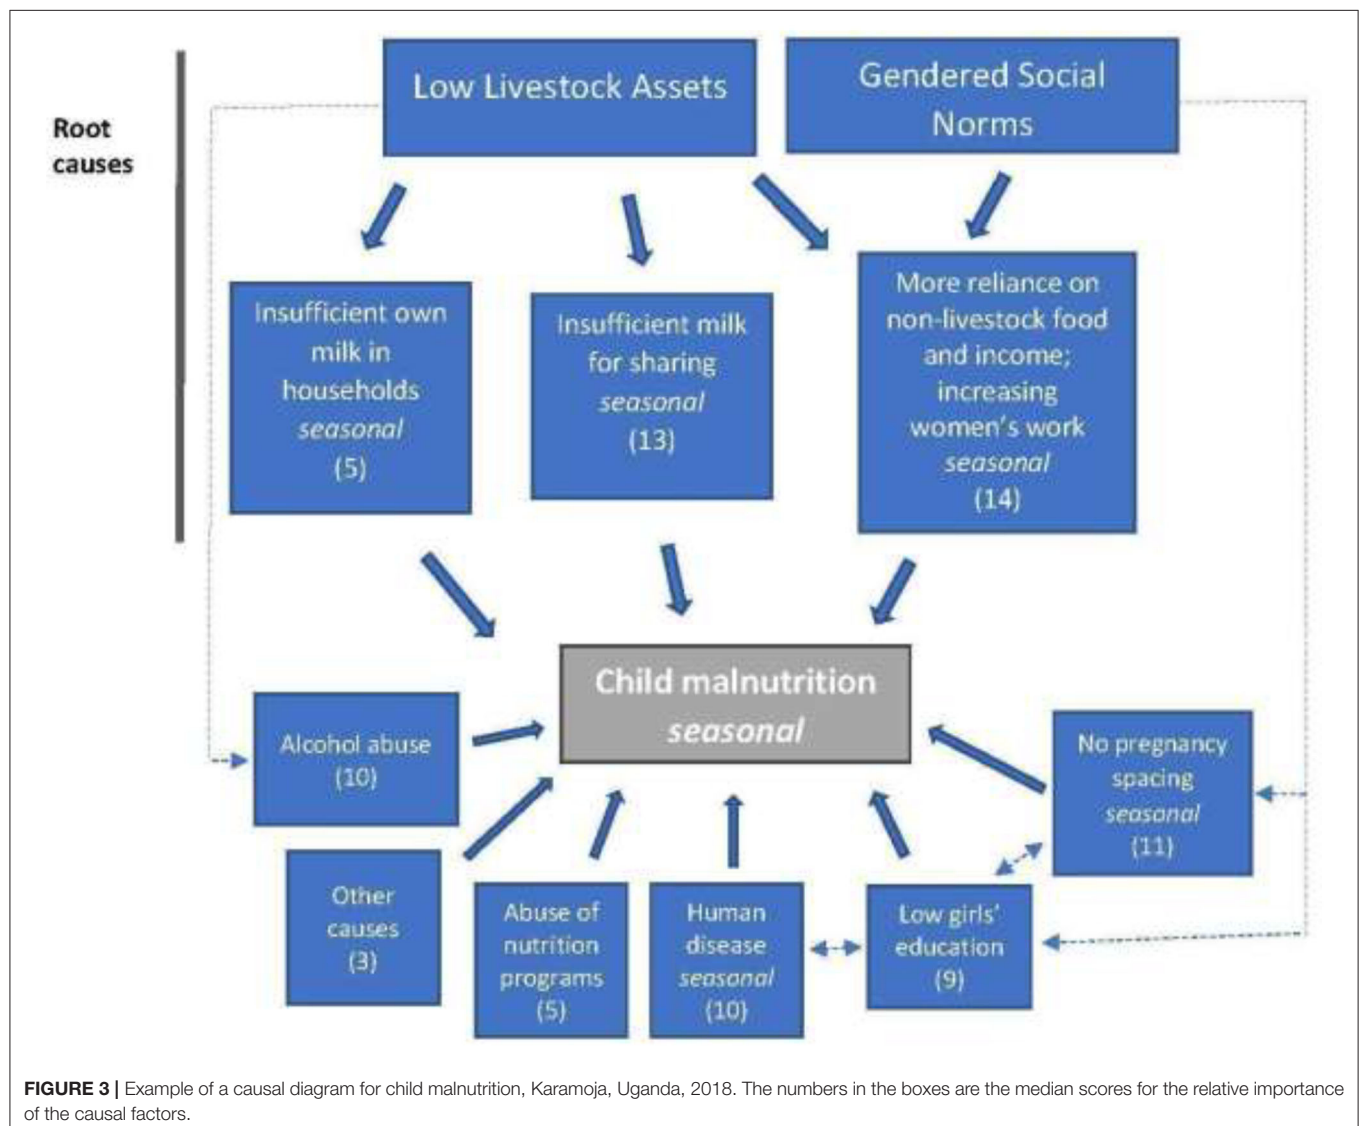 Root
causes
Low Livestock Assets
Gendered Social
Norms
Insufficient own
milk in
households
seasonal
(5)
Insufficient milk
for sharing
seasonal
(13)
More reliance on
non-livestock food
and income;
increasing
women's work
seasonal
(14)
Child malnutrition
seasonal
Alcohol abuse
(10)
No pregnancy
spacing
seasonal
(11)
Other
causes
(3)
Abuse of
nutrition
programs
(5)
Human
disease
seasonal
(10)
Low girls'
education
(9)
FIGURE 3 | Example of a causal diagram for child malnutrition, Karamoja, Uganda, 2018. The numbers in the boxes are the median scores for the relative importance
of the causal factors.